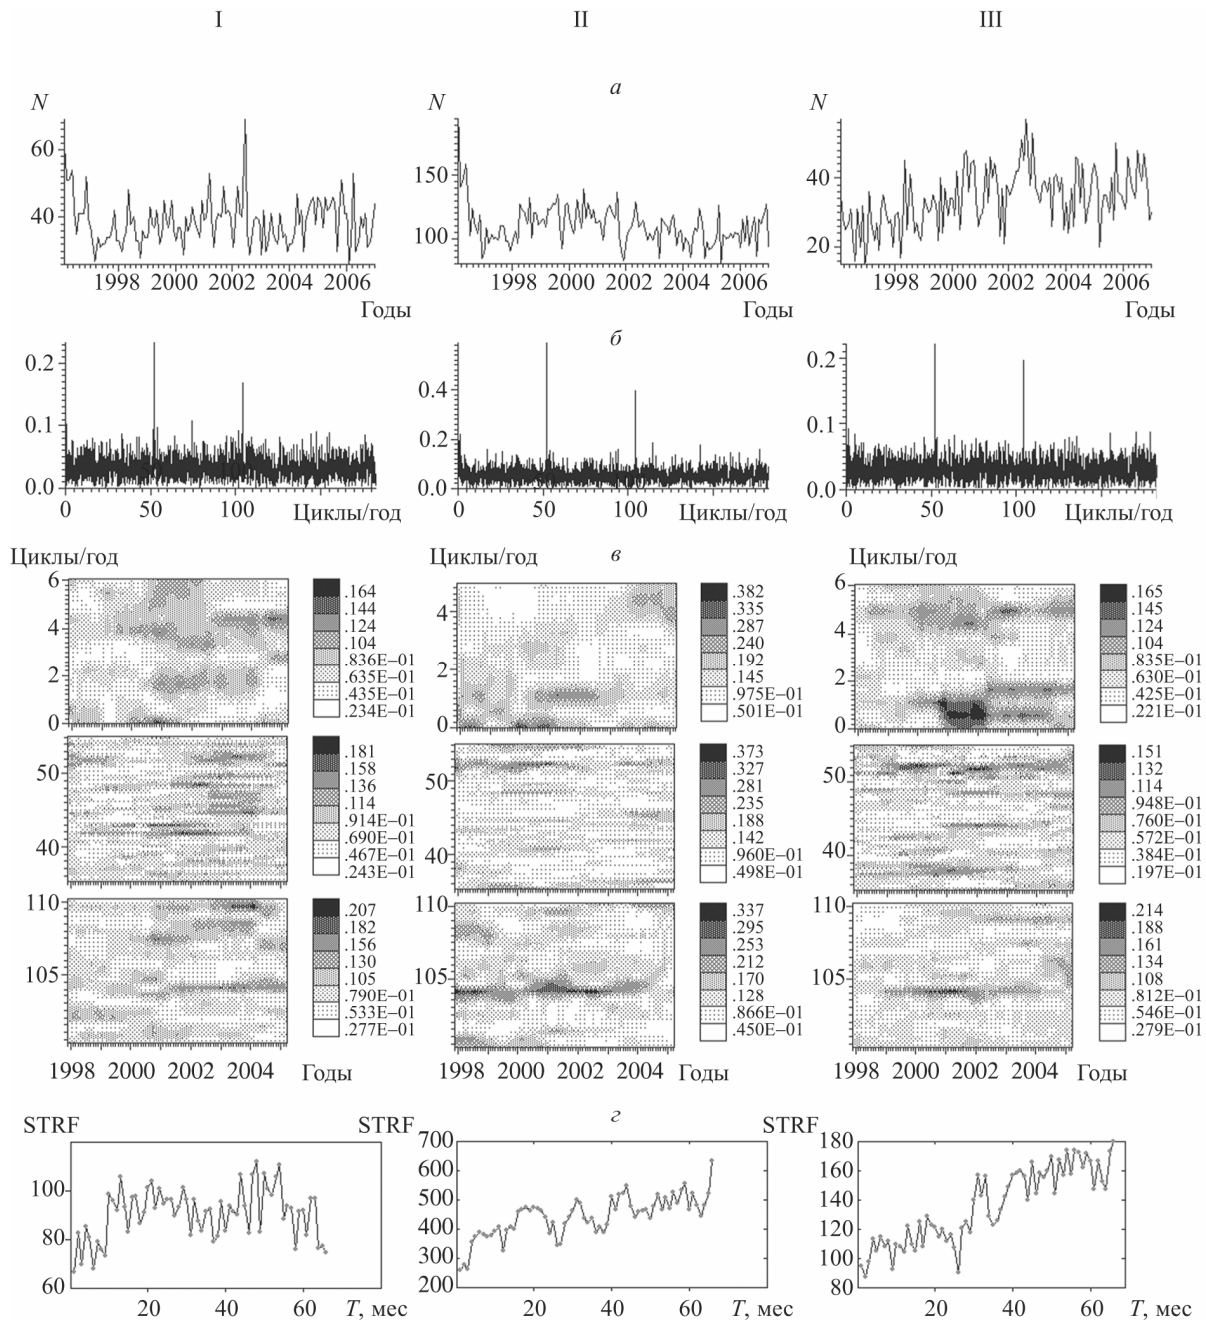 I II III
а
N N N
60 150 40
40 100 20
1998 2000 2002 2004 2006 1998 2000 2002 2004 2006 1998 2000 2002 2004 2006
Годы Годы Годы
б
0.2 0.4 0.2
0.1 0.2 0.1
0.0 0.0 0.0
0 50 100 Циклы/год 0 50 100 Циклы/год 0 50 100 Циклы/год
Циклы/год Циклы/год в Циклы/год
6 .164 .382 6 .165
.144 .335 .145
4 .124 4 .287 4 .124
.104 .240 .104
.836E–01 .192 .835E–01
2 .635E–01 2 .145 2 .630E–01
.435E–01 .975E–01 .425E–01
0 .234E–01 0 .501E–01 0 .221E–01
.181 .373 .151
50 .158 50 .327 50 .132
.136 .281 .114
.114 .235 .948E–01
.914E–01 .188 .760E–01
40 .690E–01 40 .142 40 .572E–01
.467E–01 .960E–01 .384E–01
.243E–01 .498E–01 .197E–01
110 .207 110 .337 110 .214
.182 .295 .188
.156 .253 .161
.130 .212 .134
105 .105 105 .170 105 .108
.790E–01 .128 .812E–01
.533E–01 .866E–01 .546E–01
.277E–01 .450E–01 .279E–01
1998 2000 2002 2004 Годы 1998 2000 2002 2004 Годы 1998 2000 2002 2004 Годы
г
STRF STRF STRF
700 180
600 160
100 500 140
400 120
80 300 100
60 200 80
20 40 60 T, мес 20 40 60 T, мес 20 40 60 T, мес